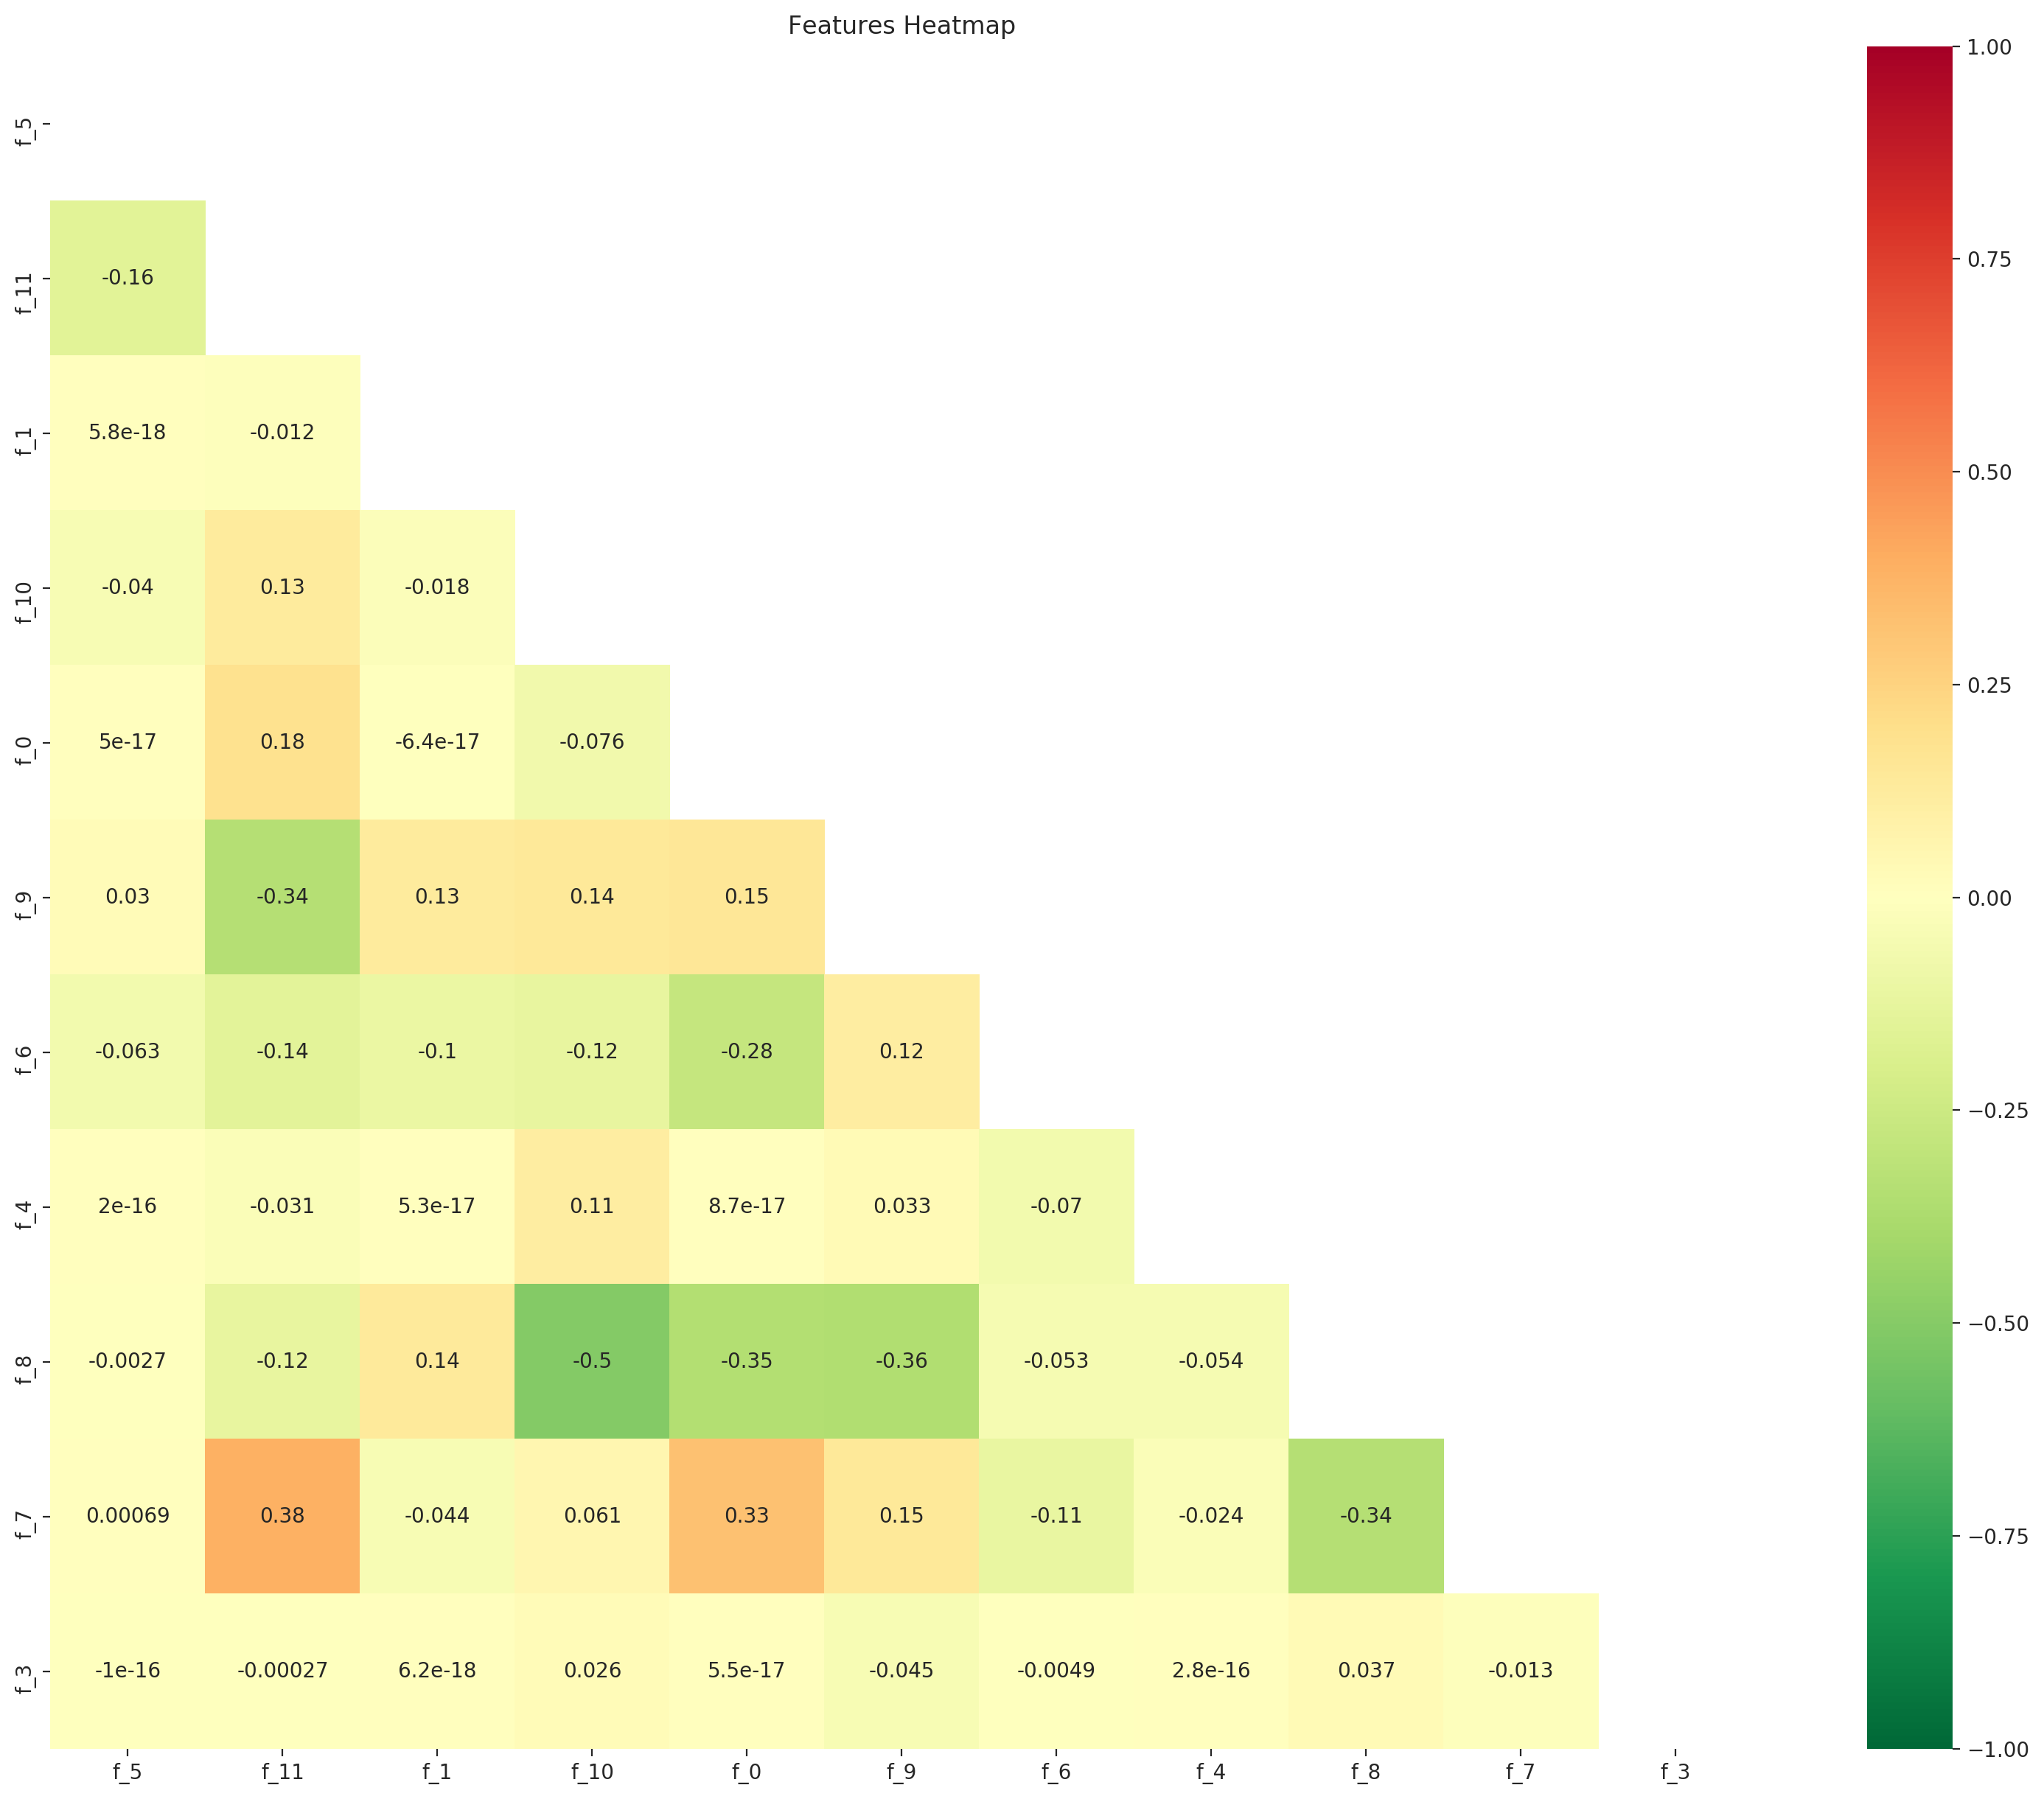 Features Heatmap
f_5
f_11 -0.16
f_1 5.8e-18 -0.012
f_10 -0.04 0.13 -0.018
f_0 5e-17 0.18 -6.4e-17 -0.076
f_9 0.03 -0.34 0.13 0.14 0.15
f_6 -0.063 -0.14 -0.1 -0.12 -0.28 0.12
f_4 2e-16 -0.031 5.3e-17 0.11 8.7e-17 0.033 -0.07
f_8 -0.0027 -0.12 0.14 -0.5 -0.35 -0.36 -0.053 -0.054
f_7 0.00069 0.38 -0.044 0.061 0.33 0.15 -0.11 -0.024 -0.34
f_3 -1e-16 -0.00027 6.2e-18 0.026 5.5e-17 -0.045 -0.0049 2.8e-16 0.037 -0.013
f_5 f_11 f_1 f_10 f_0 f_9 f_6 f_4 f_8 f_7 f_3
1.00
0.75
0.50
0.25
0.00
−0.25
−0.50
−0.75
−1.00